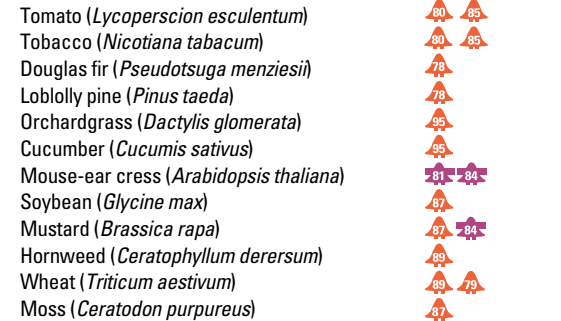 Tomato (Lycoperscion esculentum) 80 85
Tobacco (Nicotiana tabacum) 80 85
Douglas fir (Pseudotsuga menziesii) 78
Loblolly pine (Pinus taeda) 78
Orchardgrass (Dactylis glomerata) 95
Cucumber (Cucumis sativus) 95
Mouse-ear cress (Arabidopsis thaliana) 81 84
Soybean (Glycine max) 87
Mustard (Brassica rapa) 87 84
Hornweed (Ceratophyllum derersum) 89
Wheat (Triticum aestivum) 89 79
Moss (Ceratodon purpureus) 87